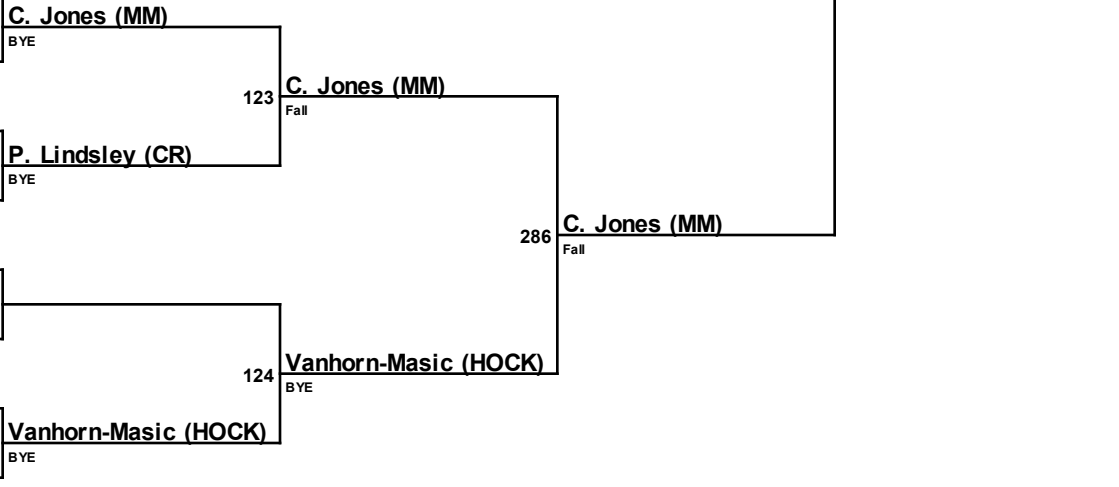 C. Jones (MM)
BYE
123
C. Jones (MM)
Fall
P. Lindsley (CR)
BYE
286
C. Jones (MM)
Fall
124
Vanhorn-Masic (HOCK)
BYE
Vanhorn-Masic (HOCK)
BYE